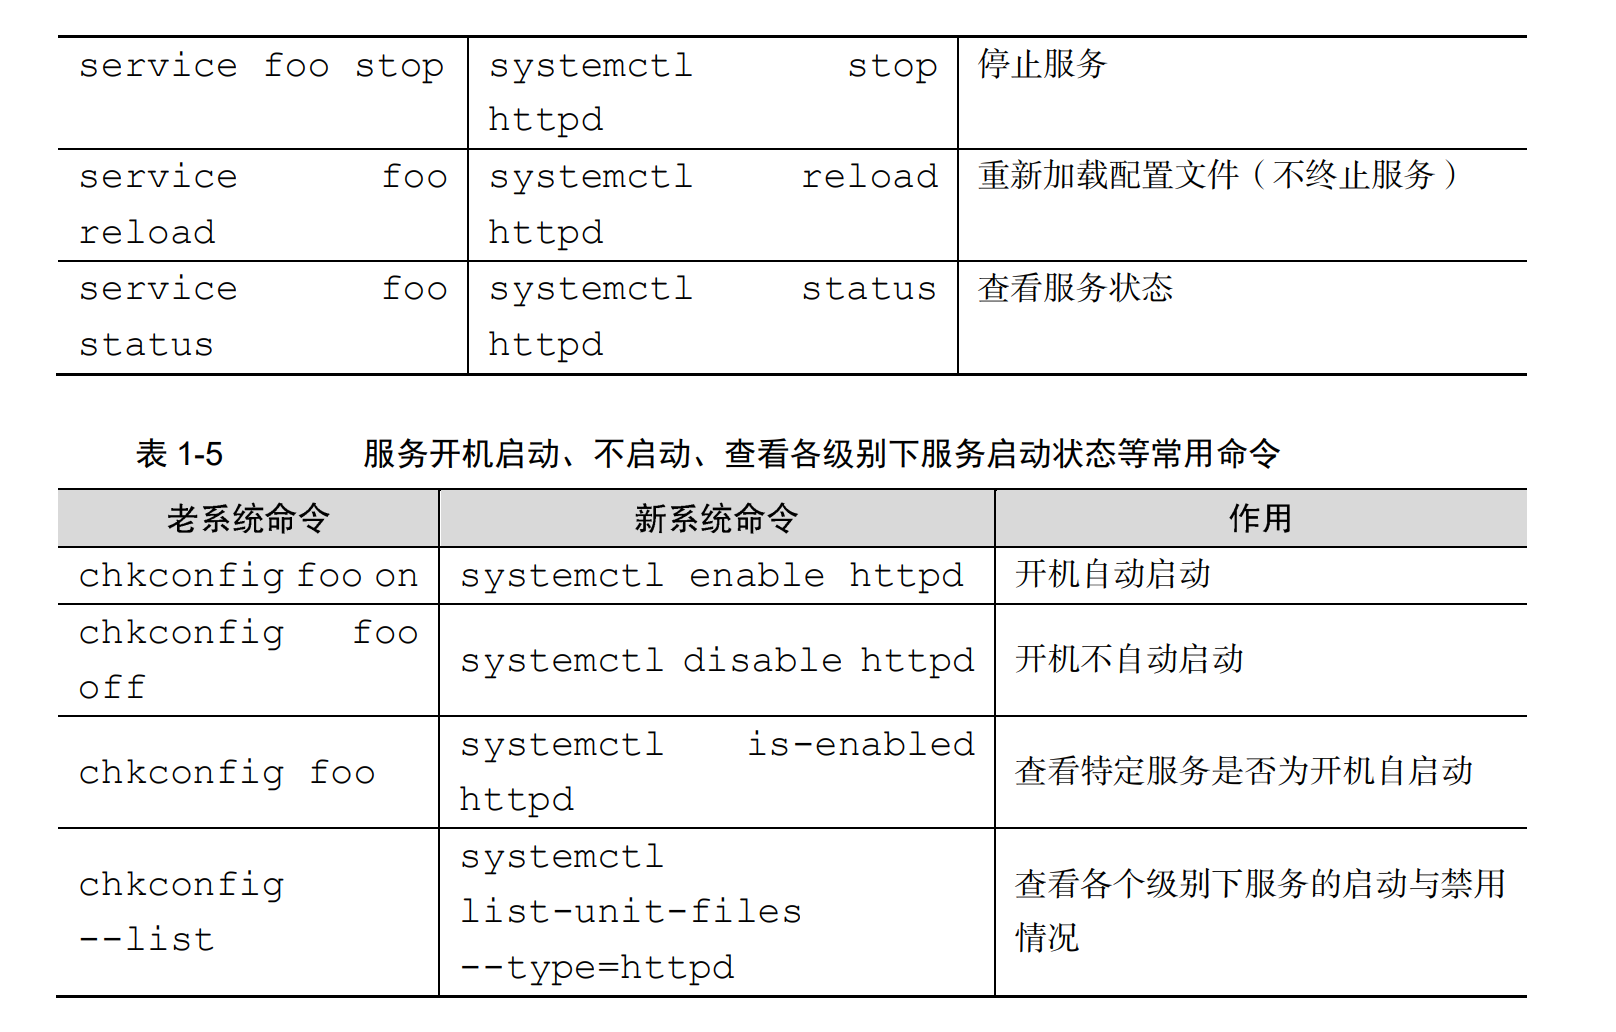 service foo stop
systemctl stop
httpd
停止服务
service foo
reload
systemctl reload
httpd
重新加载配置文件（不终止服务）
service foo
status
systemctl status
httpd
查看服务状态
表 1-5 服务开机启动、不启动、查看各级别下服务启动状态等常用命令
老系统命令
新系统命令
作用
chkconfig foo on
systemctl enable httpd
开机自动启动
chkconfig foo
off
systemctl disable httpd
开机不自动启动
chkconfig foo
systemctl is-enabled
httpd
查看特定服务是否为开机自启动
chkconfig
--list
systemctl
list-unit-files
--type=httpd
查看各个级别下服务的启动与禁用
情况